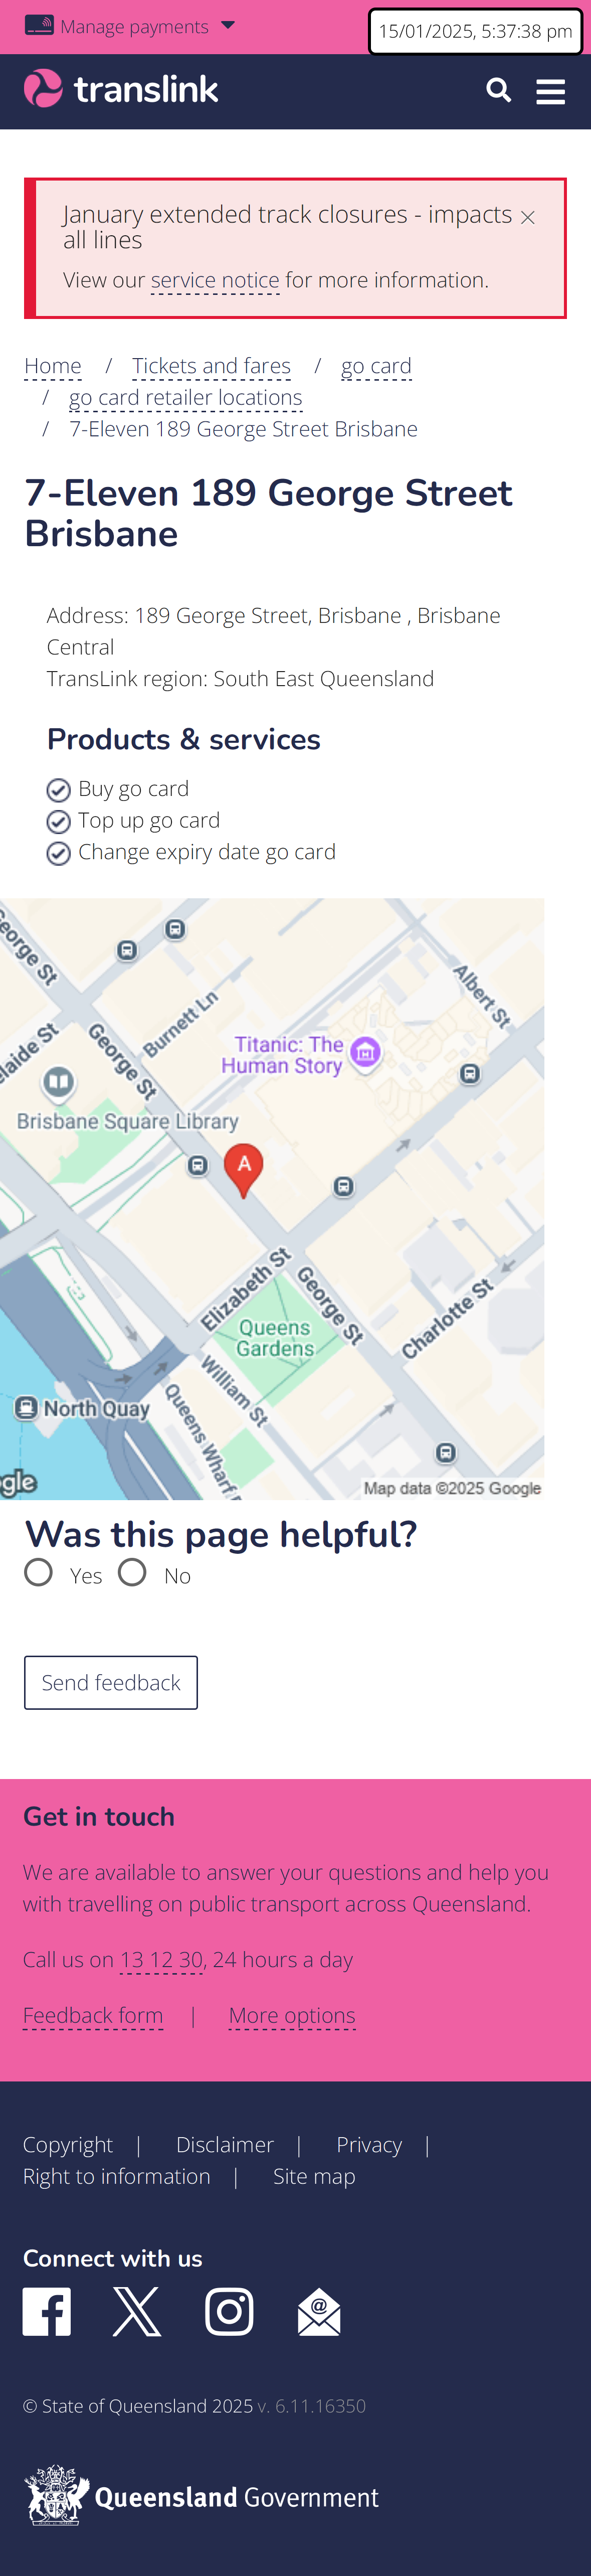 Manage payments
15/01/2025, 5:37:38 pm
translink
January extended track closures - impacts
all lines
View our service notice for more information.
Home / Tickets and fares / go card
/ go card retailer locations
/ 7-Eleven 189 George Street Brisbane
7-Eleven 189 George Street
Brisbane
Address: 189 George Street, Brisbane , Brisbane
Central
TransLink region: South East Queensland
Products & services
Buy go card
Top up go card
Change expiry date go card
eorge St
Albert St
Burnett Ln
elaide St
George St
Titanic: The
Human Story
Brisbane Square Library
A
Elizabeth St
George St
Charlotte St
Queens
Gardens
William St
North Quay
Queens Wharf
gle
Map data ©2025 Google
Was this page helpful?
Yes No
Send feedback
Get in touch
We are available to answer your questions and help you
with travelling on public transport across Queensland.
Call us on 13 12 30, 24 hours a day
Feedback form | More options
Copyright | Disclaimer | Privacy |
Right to information | Site map
Connect with us
@
© State of Queensland 2025 v. 6.11.16350
Queensland Government